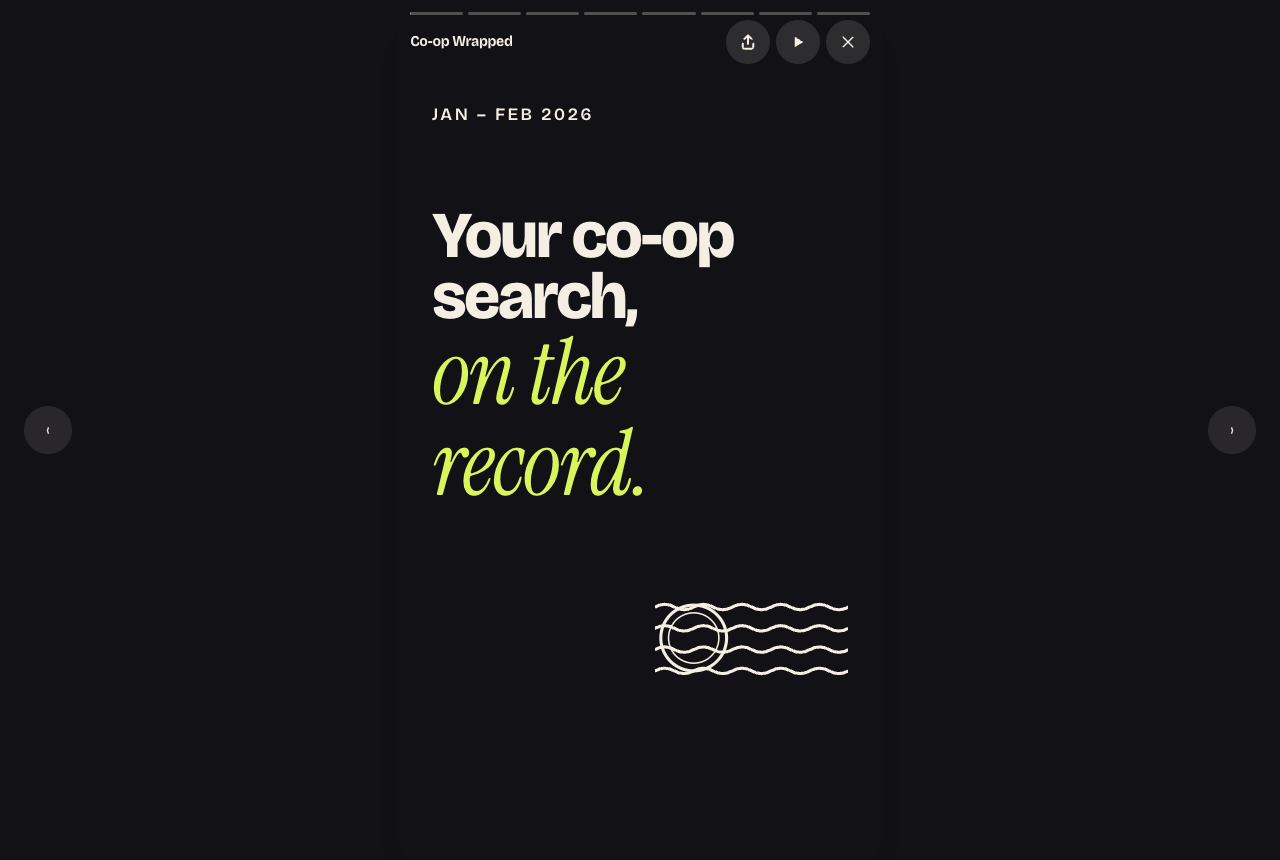 Co-op Wrapped
JAN – FEB 2026
Your co-op
search,
on the
record.